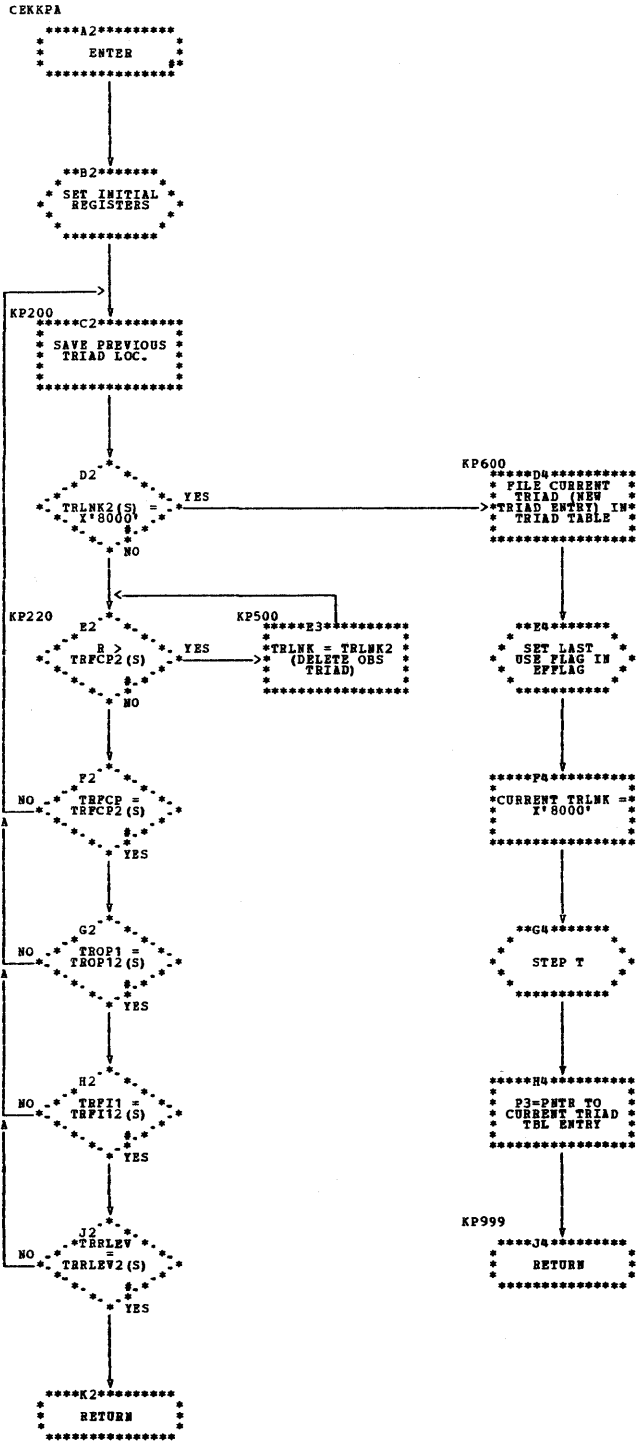 CEKKPA
A2
ENTER
B2
SET INITIAL
REGISTERS
KP200
C2
SAVE PREVIOUS
TRIAD LOC.
D2
TRLNK2(S) =
X'8000'
YES
NO
KP600
D4
FILE CURRENT
TRIAD (NEW
TRIAD ENTRY) IN
TRIAD TABLE
KP220
E2
R >
TRFCP2(S)
YES
NO
KP500
E3
TRLNK = TRLNK2
(DELETE OBS
TRIAD)
E4
SET LAST
USE FLAG IN
EFFLAG
F2
TRFCP =
TRFCP2(S)
NO
YES
F4
CURRENT TRLNK =
X'8000'
G2
TROP1 =
TROP12(S)
NO
YES
G4
STEP T
H2
TRFI1 =
TRFI12(S)
NO
YES
H4
P3=PNTR TO
CURRENT TRIAD
TBL ENTRY
J2
TRRLEV
=
TRRLEV2(S)
NO
YES
KP999
J4
RETURN
K2
RETURN